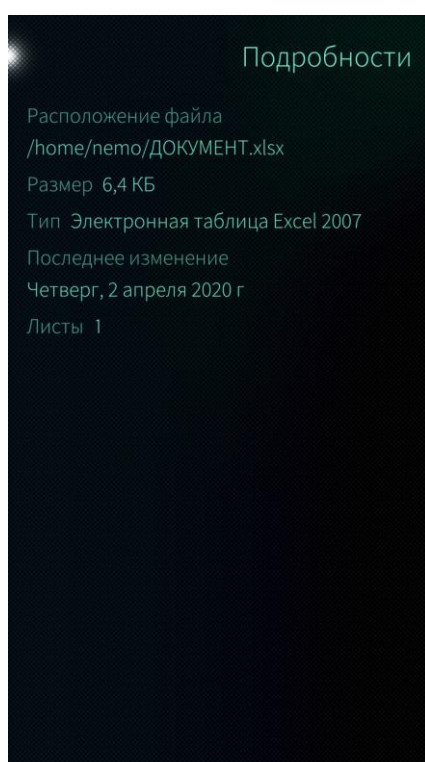 Подробности
Расположение файла
/home/nemo/ДОКУМЕНТ.xlsx
Размер 6,4 КБ
Тип Электронная таблица Excel 2007
Последнее изменение
Четверг, 2 апреля 2020 г
Листы 1